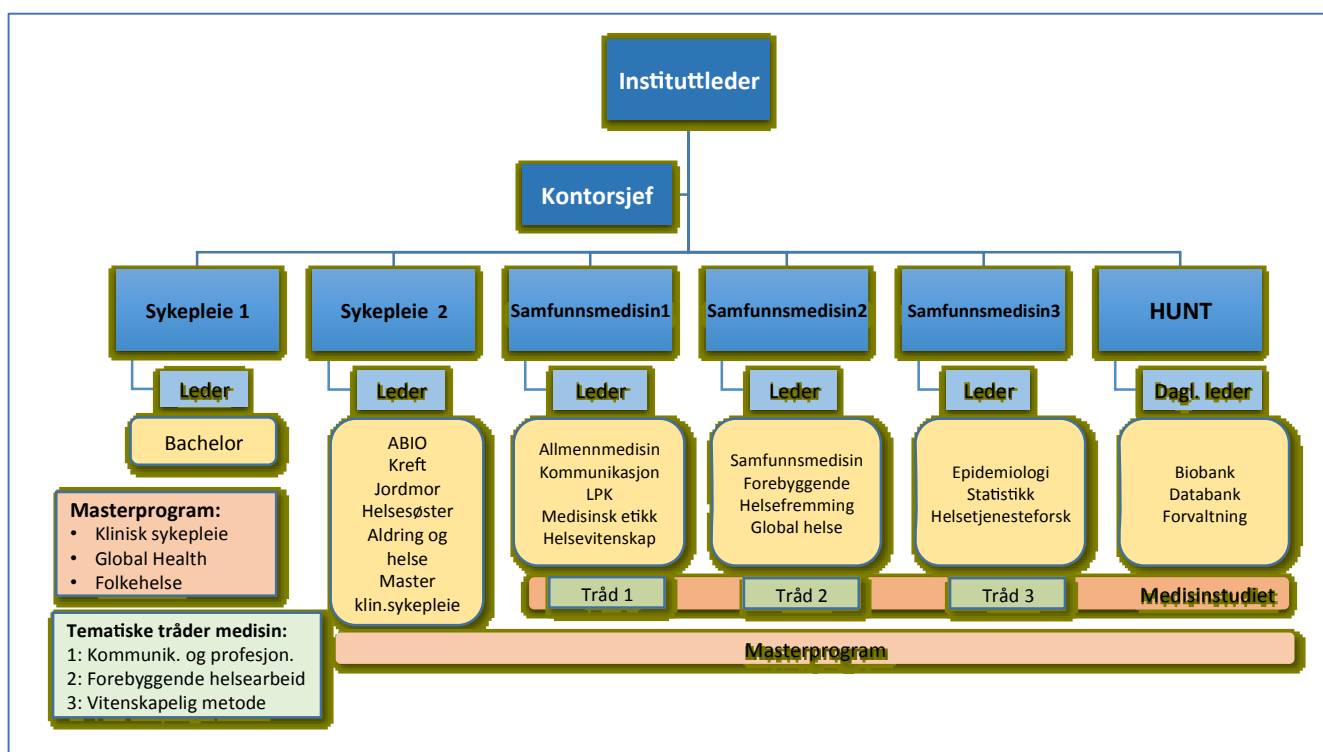 Instituttleder
Kontorsjef
Sykepleie 1
Sykepleie 2
Samfunnsmedisin1
Samfunnsmedisin2
Samfunnsmedisin3
HUNT
Leder
Leder
Leder
Leder
Leder
Dagl. leder
Bachelor
ABIO
Kreft
Jordmor
Helsesøster
Aldring og
helse
Master
klin.sykepleie
Allmennmedisin
Kommunikasjon
LPK
Medisinsk etikk
Helsevitenskap
Samfunnsmedisin
Forebyggende
Helsefremming
Global helse
Epidemiologi
Statistikk
Helsetjenesteforsk
Biobank
Databank
Forvaltning
Masterprogram:
• Klinisk sykepleie
• Global Health
• Folkehelse
Tråd 1
Tråd 2
Tråd 3
Medisinstudiet
Masterprogram
Tematiske tråder medisin:
1: Kommunik. og profesjon.
2: Forebyggende helsearbeid
3: Vitenskapelig metode